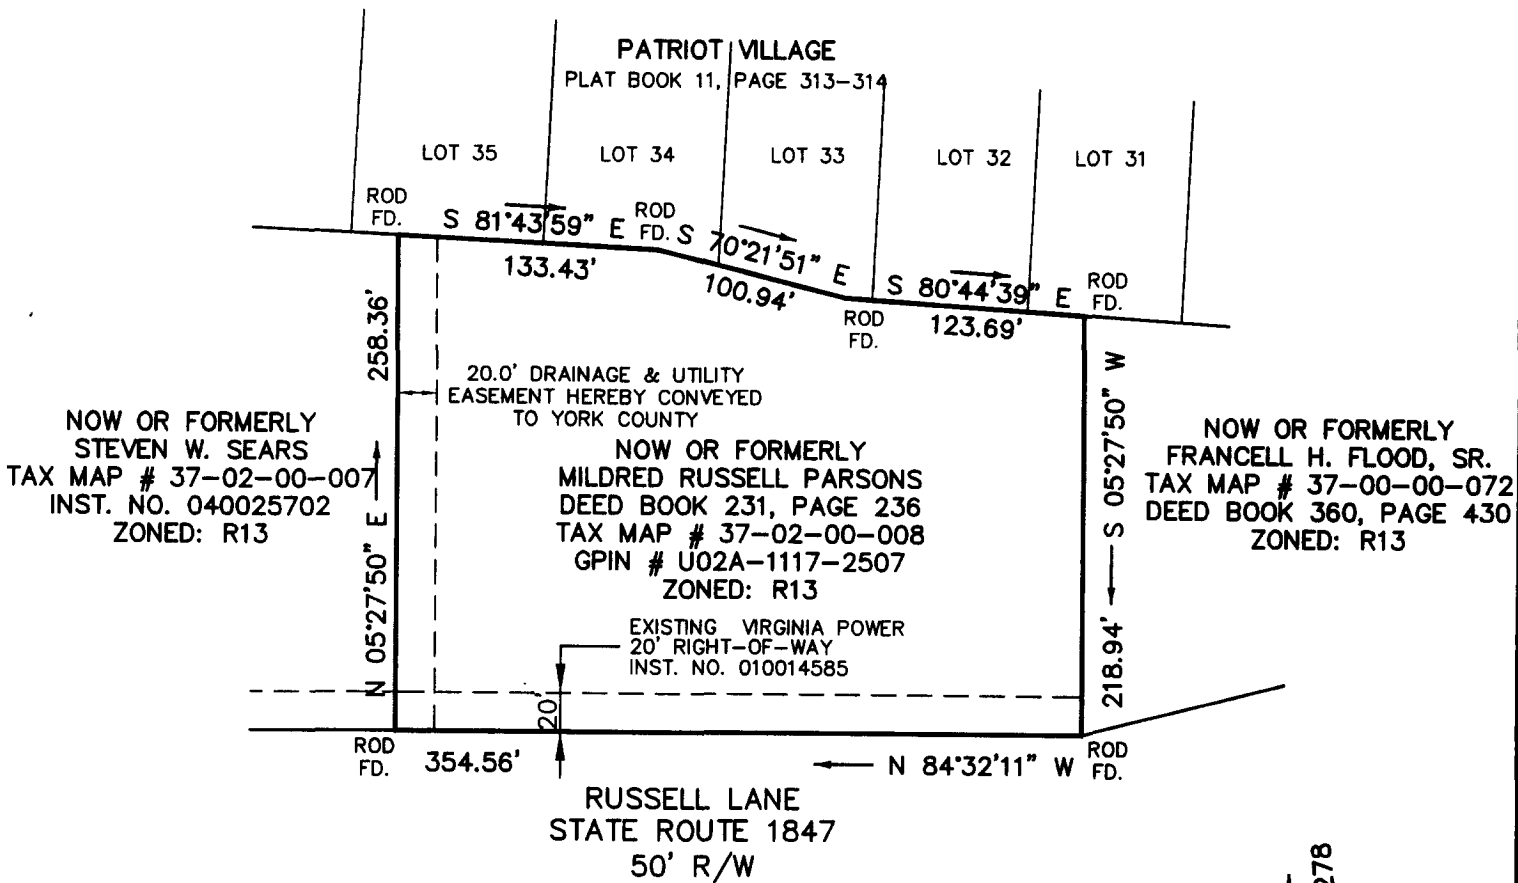 PATRIOT VILLAGE
PLAT BOOK 11, PAGE 313-314
LOT 35
LOT 34
LOT 33
LOT 32
LOT 31
ROD
FD.
S 81°43'59" E
133.43'
ROD
FD.
S 70°21'51" E
100.94'
ROD
FD.
S 80°44'39" E
123.69'
ROD
FD.
258.36'
N 05°27'50" E
20.0' DRAINAGE & UTILITY
EASEMENT HEREBY CONVEYED
TO YORK COUNTY
NOW OR FORMERLY
STEVEN W. SEARS
TAX MAP # 37-02-00-007
INST. NO. 040025702
ZONED: R13
NOW OR FORMERLY
MILDRED RUSSELL PARSONS
DEED BOOK 231, PAGE 236
TAX MAP # 37-02-00-008
GPIN # U02A-1117-2507
ZONED: R13
S 05°27'50" W
218.94'
NOW OR FORMERLY
FRANCELL H. FLOOD, SR.
TAX MAP # 37-00-00-072
DEED BOOK 360, PAGE 430
ZONED: R13
EXISTING VIRGINIA POWER
20' RIGHT-OF-WAY
INST. NO. 010014585
20'
ROD
FD.
354.56'
N 84°32'11" W
ROD
FD.
RUSSELL LANE
STATE ROUTE 1847
50' R/W
278